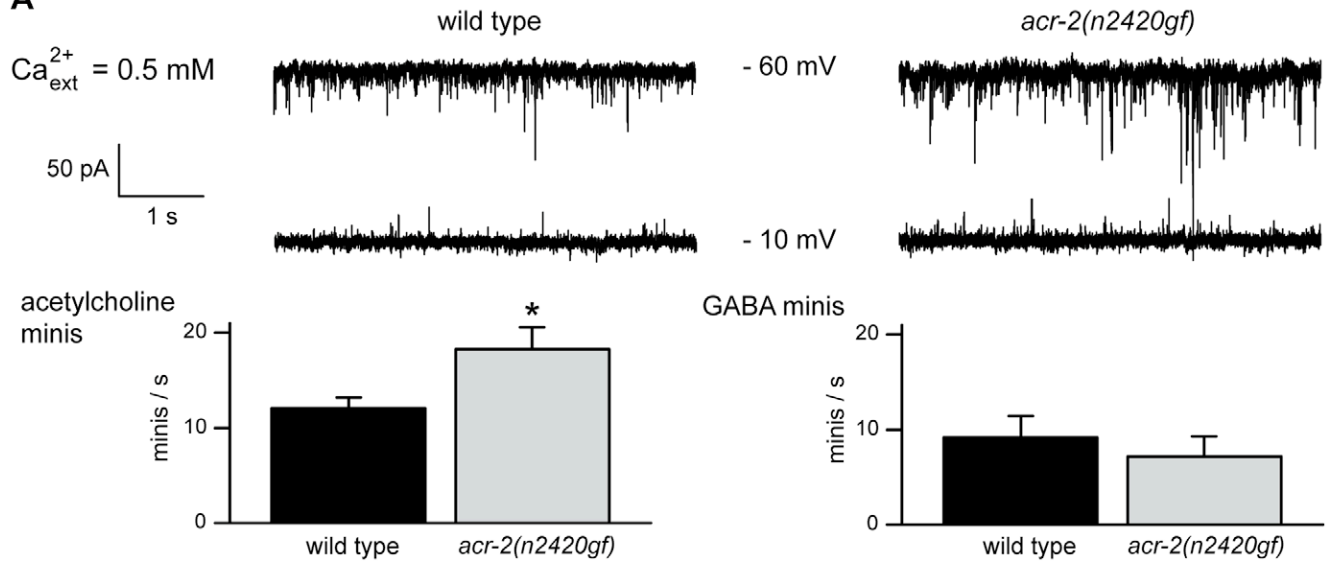 A
wild type
acr-2(n2420gf)
Ca2+ext = 0.5 mM
- 60 mV
50 pA
1 s
- 10 mV
acetylcholine
minis
GABA minis
minis / s
20
10
0
*
wild type
acr-2(n2420gf)
minis / s
20
10
0
wild type
acr-2(n2420gf)